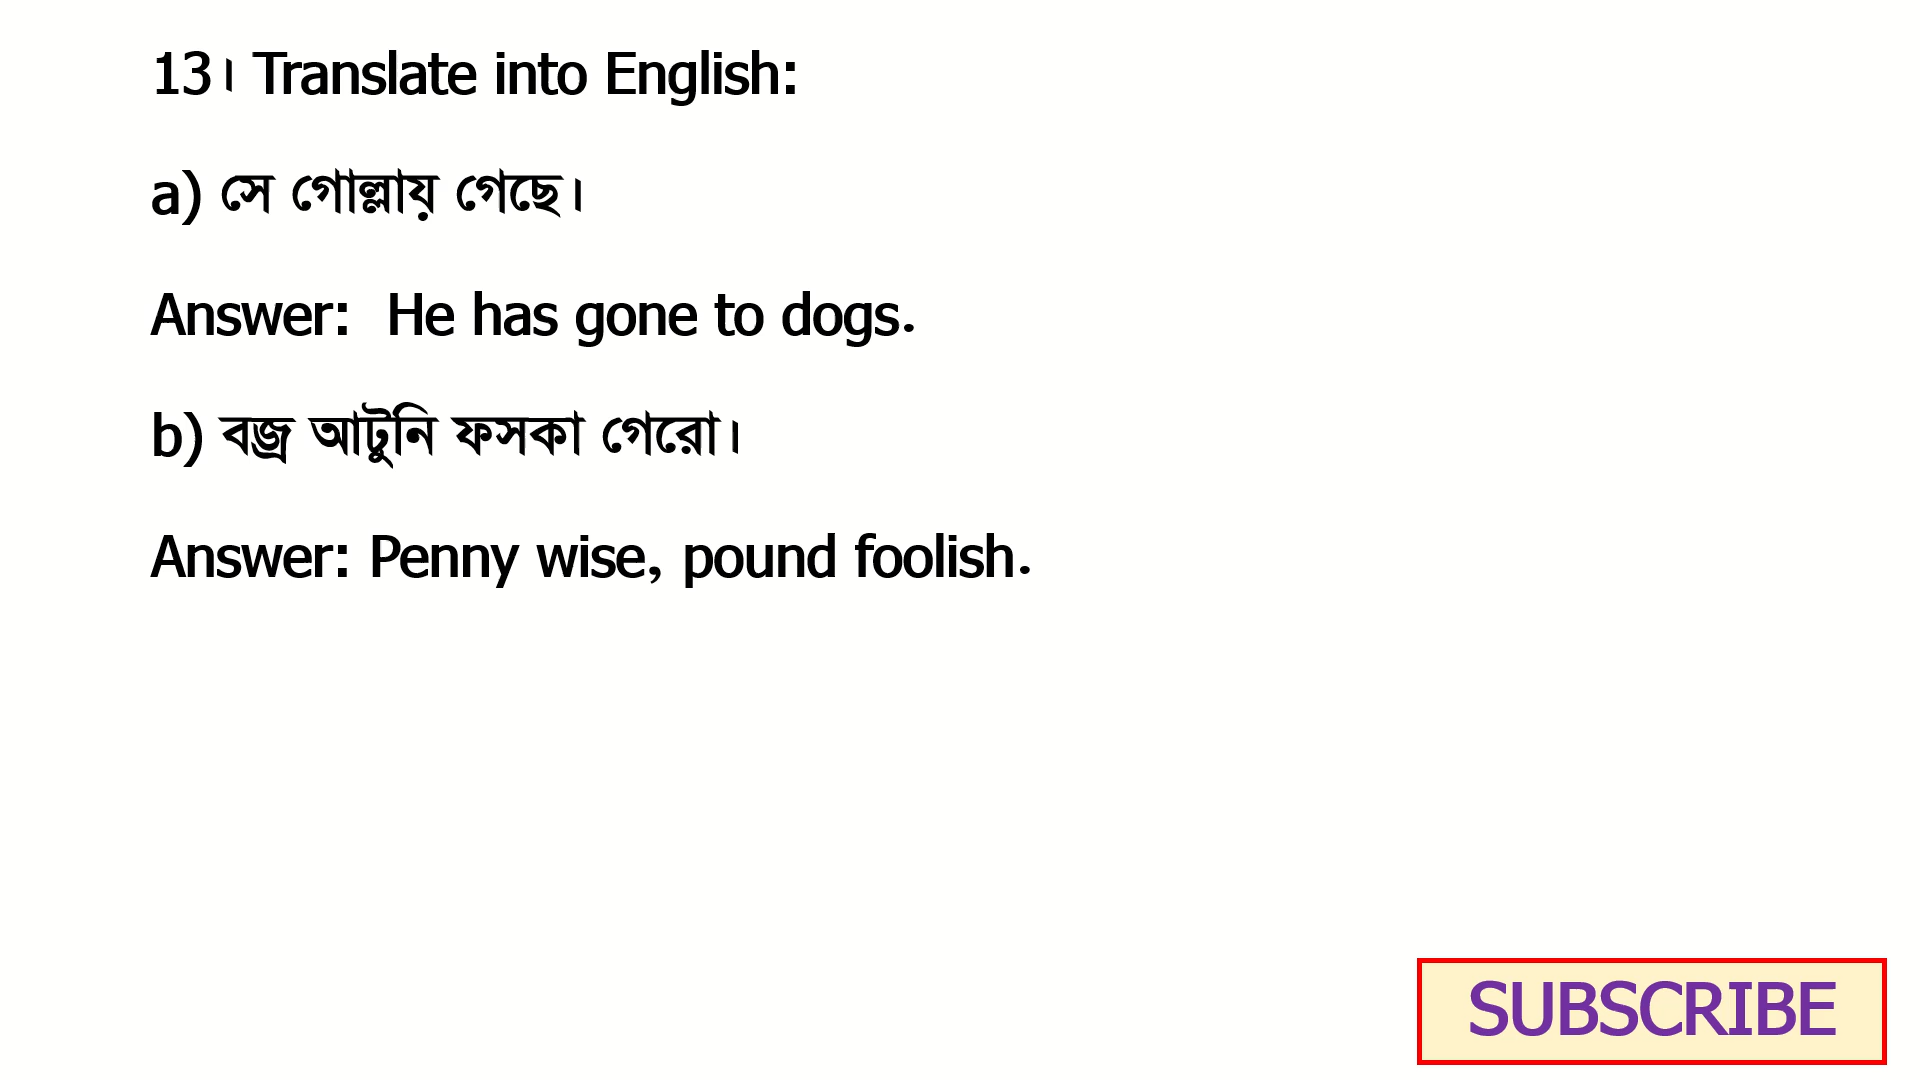 13। Translate into English:
a) সে গোল্লায় গেছে।
Answer:  He has gone to dogs.
b) বজ্র আটুনি ফসকা গেরো।
Answer: Penny wise, pound foolish.
SUBSCRIBE